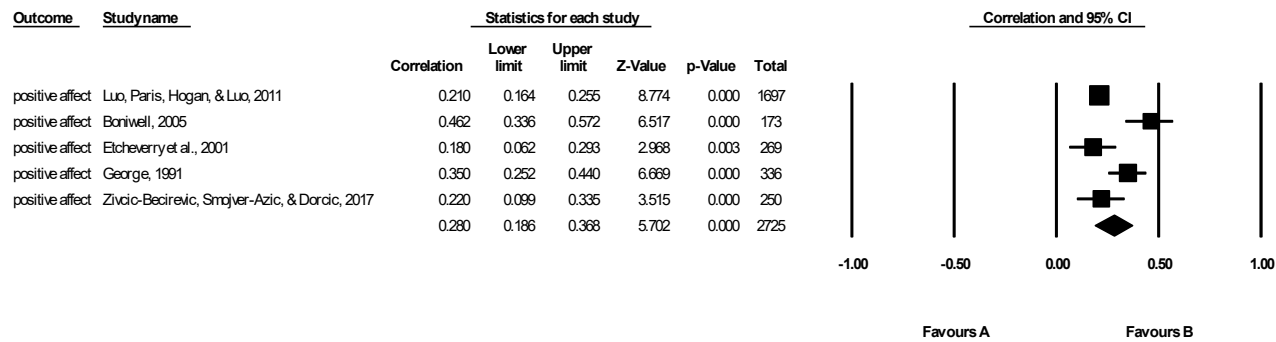 Outcome Study name Statistics for each study Correlation and 95% CI
Lower Upper
Correlation limit limit Z-Value p-Value Total
positive affect Luo, Paris, Hogan, & Luo, 2011 0.210 0.164 0.255 8.774 0.000 1697
positive affect Boniwell, 2005 0.462 0.336 0.572 6.517 0.000 173
positive affect Etcheverry et al., 2001 0.180 0.062 0.293 2.968 0.003 269
positive affect George, 1991 0.350 0.252 0.440 6.669 0.000 336
positive affect Zivcic-Becirevic, Smojver-Azic, & Dorcic, 2017 0.220 0.099 0.335 3.515 0.000 250
0.280 0.186 0.368 5.702 0.000 2725
-1.00 -0.50 0.00 0.50 1.00
Favours A Favours B